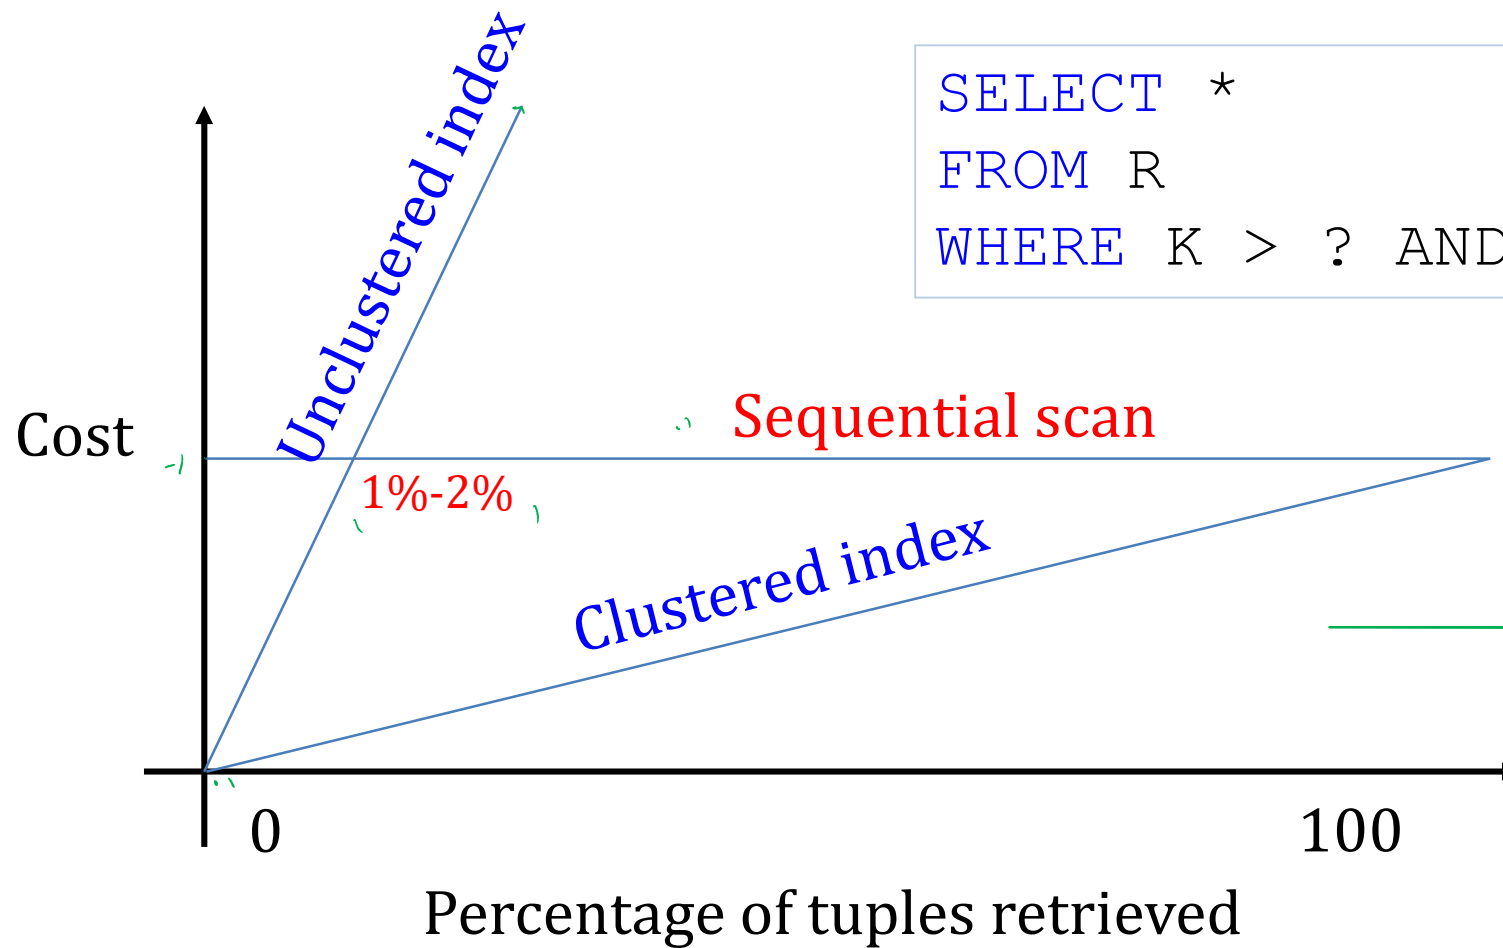 Unclustered index
SELECT *
FROM R
WHERE K > ? AND
Cost
Sequential scan
1%-2%
Clustered index
0
100
Percentage of tuples retrieved